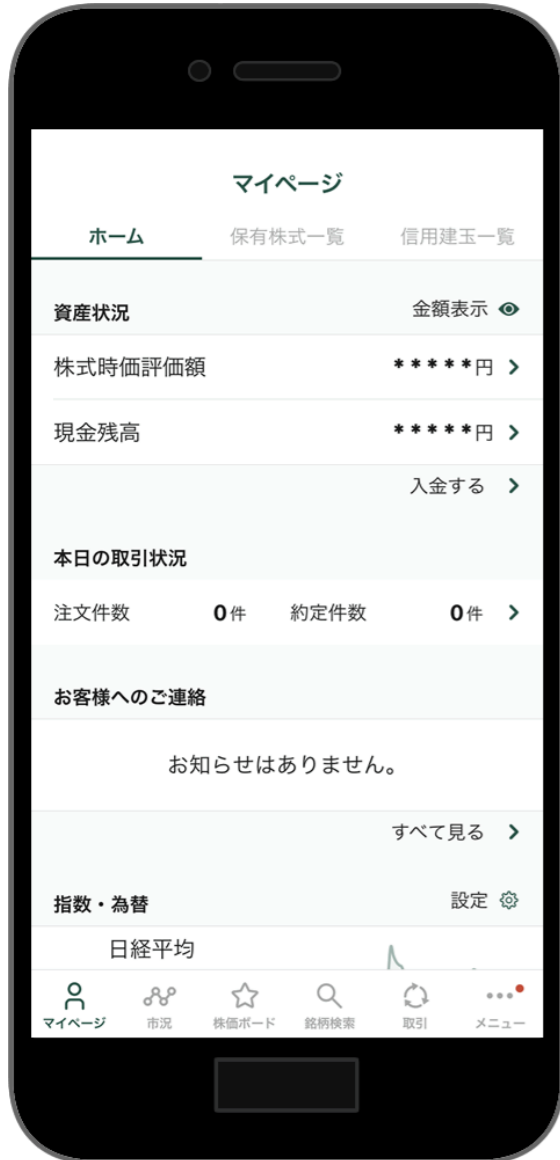 マイページ
ホーム 保有株式一覧 信用建玉一覧
資産状況 金額表示
株式時価評価額 *****円
現金残高 *****円
入金する
本日の取引状況
注文件数 0件 約定件数 0件
お客様へのご連絡
お知らせはありません。
すべて見る
指数・為替 設定
日経平均
マイページ 市況 株価ボード 銘柄検索 取引 メニュー